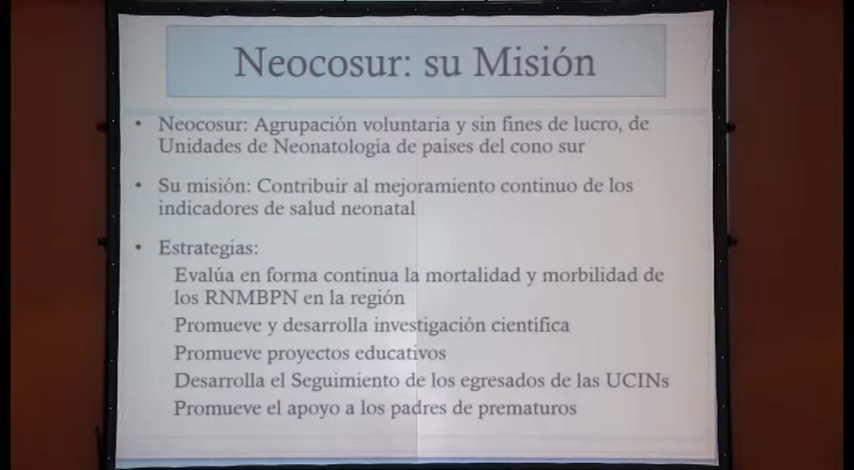 Neocosur: su Misión
• Neocosur: Agrupación voluntaria y sin fines de lucro, de
Unidades de Neonatología de países del cono sur
• Su misión: Contribuir al mejoramiento continuo de los
indicadores de salud neonatal
• Estrategias:
Evalúa en forma continua la mortalidad y morbilidad de
los RNMBPN en la región
Promueve y desarrolla investigación científica
Promueve proyectos educativos
Desarrolla el Seguimiento de los egresados de las UCINs
Promueve el apoyo a los padres de prematuros